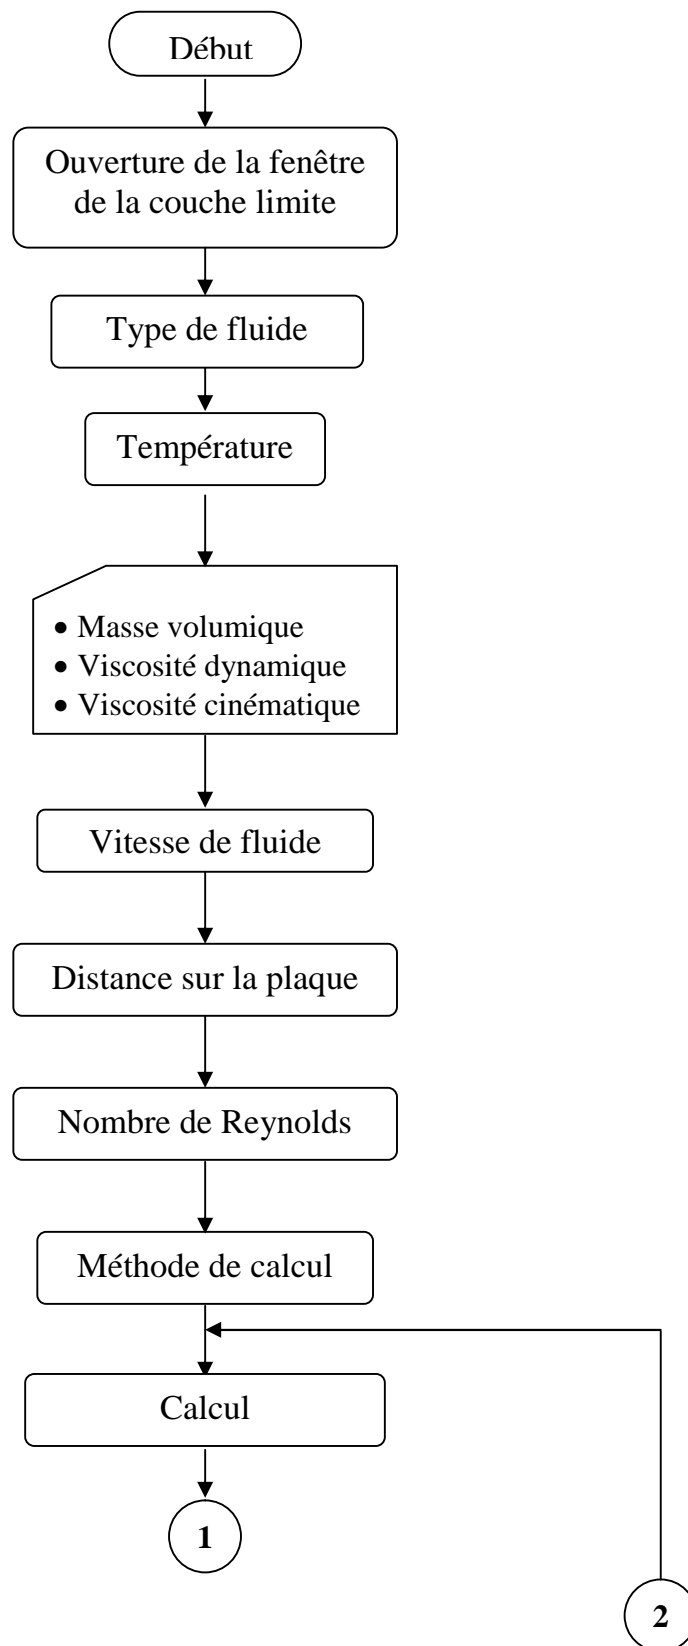 Début
Ouverture de la fenêtre
de la couche limite
Type de fluide
Température
• Masse volumique
• Viscosité dynamique
• Viscosité cinématique
Vitesse de fluide
Distance sur la plaque
Nombre de Reynolds
Méthode de calcul
Calcul
1
2